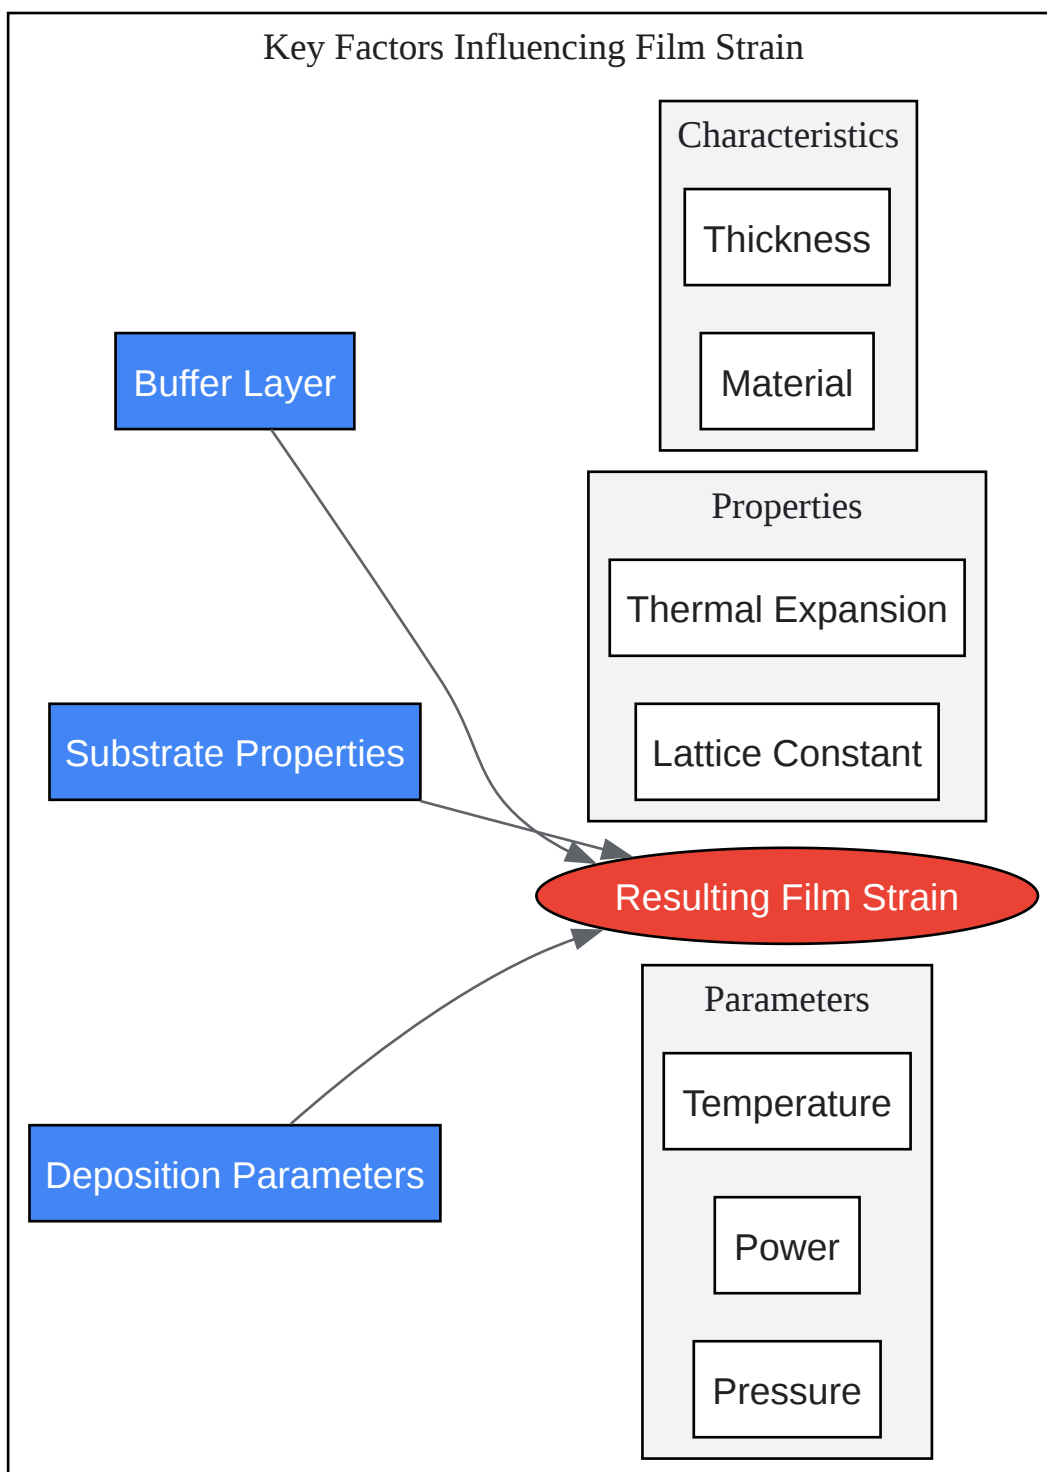 Key Factors Influencing Film Strain
Characteristics
Thickness
Material
Buffer Layer
Properties
Thermal Expansion
Lattice Constant
Substrate Properties
Resulting Film Strain
Parameters
Temperature
Power
Pressure
Deposition Parameters